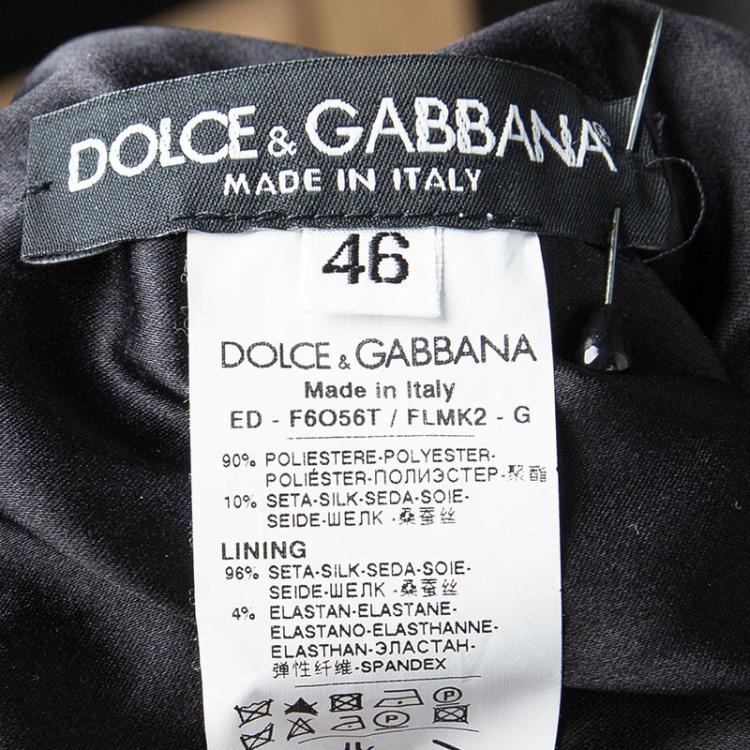 DOLCE & GABBANA®
MADE IN ITALY
46
DOLCE & GABBANA
Made in Italy
ED - F6O56T / FLMK2 - G
90% POLIESTERE-POLYESTER-
POLIÉSTER-ПОЛИЭСТЕР-聚酯
10% SETA-SILK-SEDA-SOIE-
SEIDE-ШЕЛК-桑蚕丝
LINING
96% SETA-SILK-SEDA-SOIE-
SEIDE-ШЕЛК-桑蚕丝
4% ELASTAN-ELASTANE-
ELASTANO-ELASTHANNE-
ELASTHAN-ЭЛАСТАН-
弹性纤维-SPANDEX